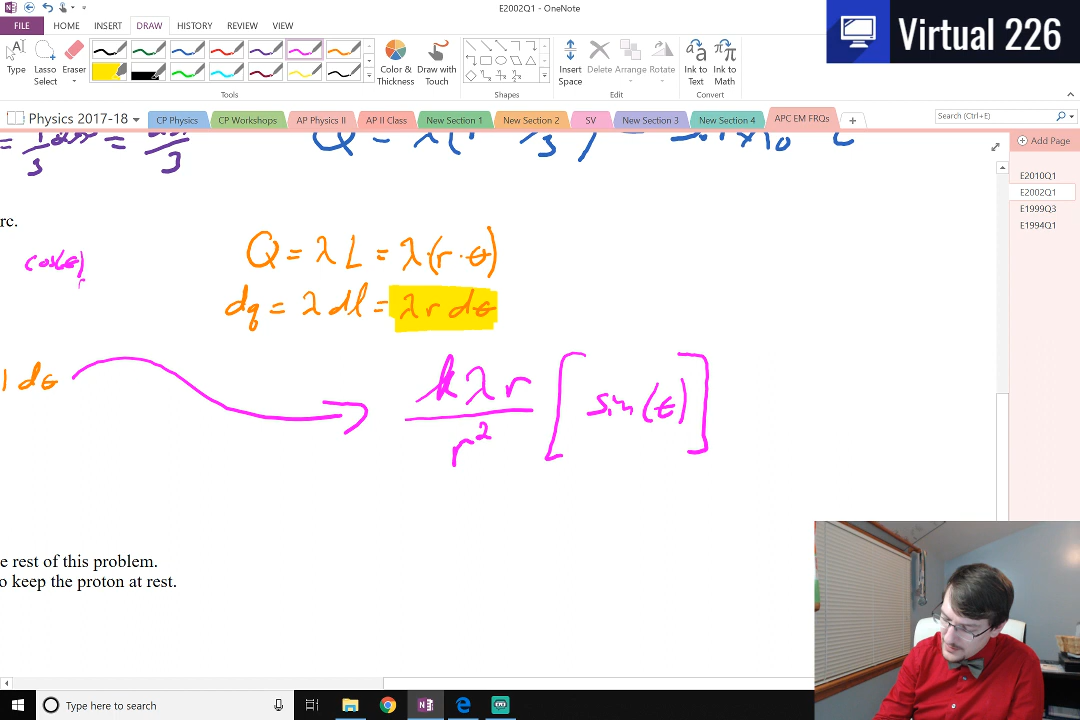 E2002Q1 - OneNote
FILE HOME INSERT DRAW HISTORY REVIEW VIEW
Virtual 226
Type Lasso Select Eraser Color & Thickness Draw with Touch Insert Space Delete Arrange Rotate Ink to Text Ink to Math
Tools Shapes Edit Convert
Physics 2017-18 CP Physics CP Workshops AP Physics II AP II Class New Section 1 New Section 2 SV New Section 3 New Section 4 APC EM FRQs Search (Ctrl+E)
Add Page
E2010Q1
E2002Q1
E1999Q3
E1994Q1
rc.
cos(θ)
Q = λ L = λ (r · θ)
dq = λ dl = λ r dθ
dθ
kλr / r² [ sin(θ) ]
e rest of this problem.
o keep the proton at rest.
Type here to search